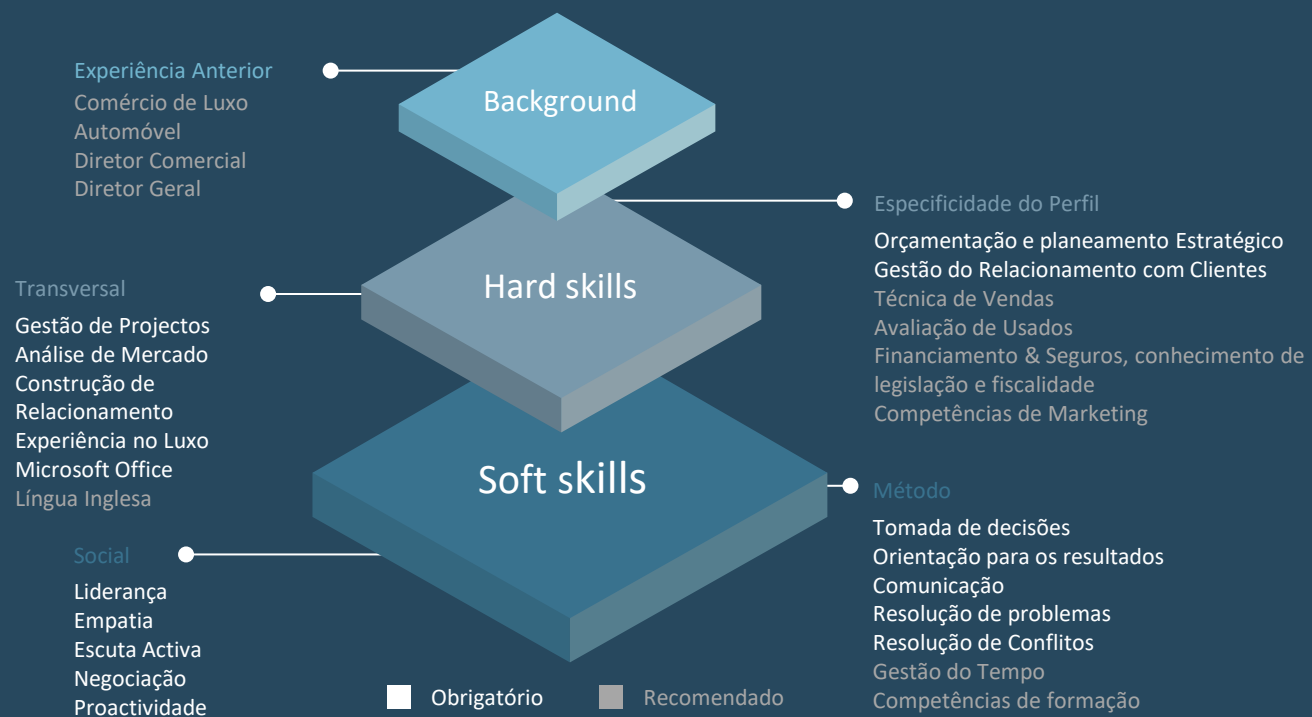 Background
Experiência Anterior
Comércio de Luxo
Automóvel
Diretor Comercial
Diretor Geral
Hard skills
Especificidade do Perfil
Orçamentação e planeamento Estratégico
Gestão do Relacionamento com Clientes
Técnica de Vendas
Avaliação de Usados
Financiamento & Seguros, conhecimento de
legislação e fiscalidade
Competências de Marketing
Transversal
Gestão de Projectos
Análise de Mercado
Construção de
Relacionamento
Experiência no Luxo
Microsoft Office
Língua Inglesa
Soft skills
Método
Tomada de decisões
Orientação para os resultados
Comunicação
Resolução de problemas
Resolução de Conflitos
Gestão do Tempo
Competências de formação
Social
Liderança
Empatia
Escuta Activa
Negociação
Proactividade
Obrigatório
Recomendado